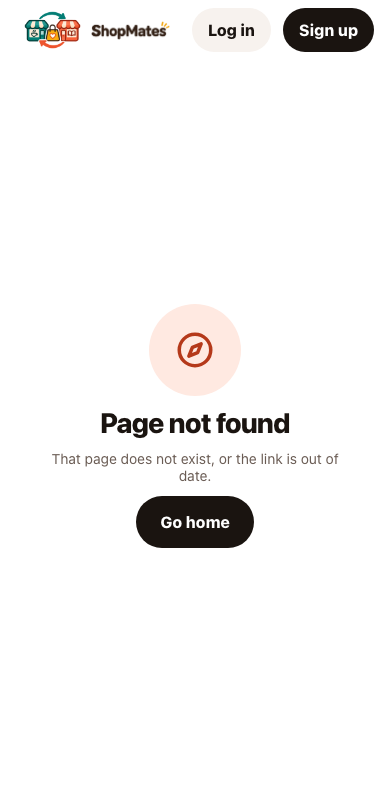 ShopMates
Log in
Sign up
Page not found
That page does not exist, or the link is out of
date.
Go home